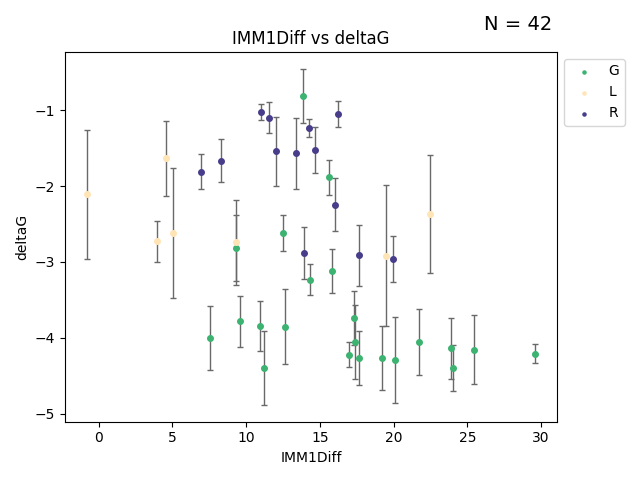 N = 42
IMM1Diff vs deltaG
G
L
R
−1
−2
−3
−4
−5
deltaG
0 5 10 15 20 25 30
IMM1Diff